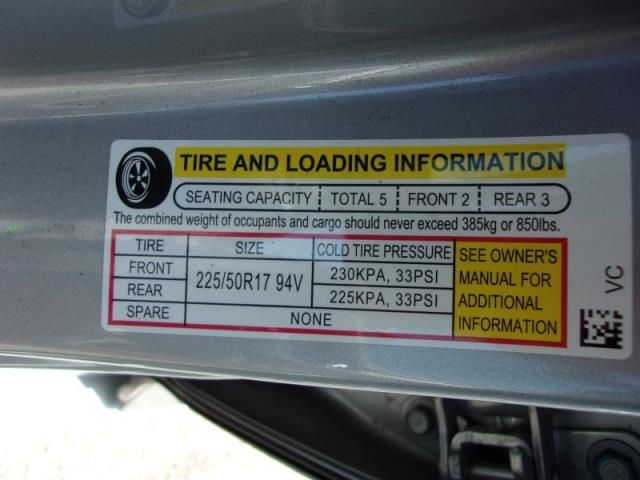 TIRE AND LOADING INFORMATION
SEATING CAPACITY TOTAL 5 FRONT 2 REAR 3
The combined weight of occupants and cargo should never exceed 385kg or 850lbs.
TIRE SIZE COLD TIRE PRESSURE
FRONT 225/50R17 94V 230KPA, 33PSI
REAR 225KPA, 33PSI
SPARE NONE
SEE OWNER'S
MANUAL FOR
ADDITIONAL
INFORMATION
VC